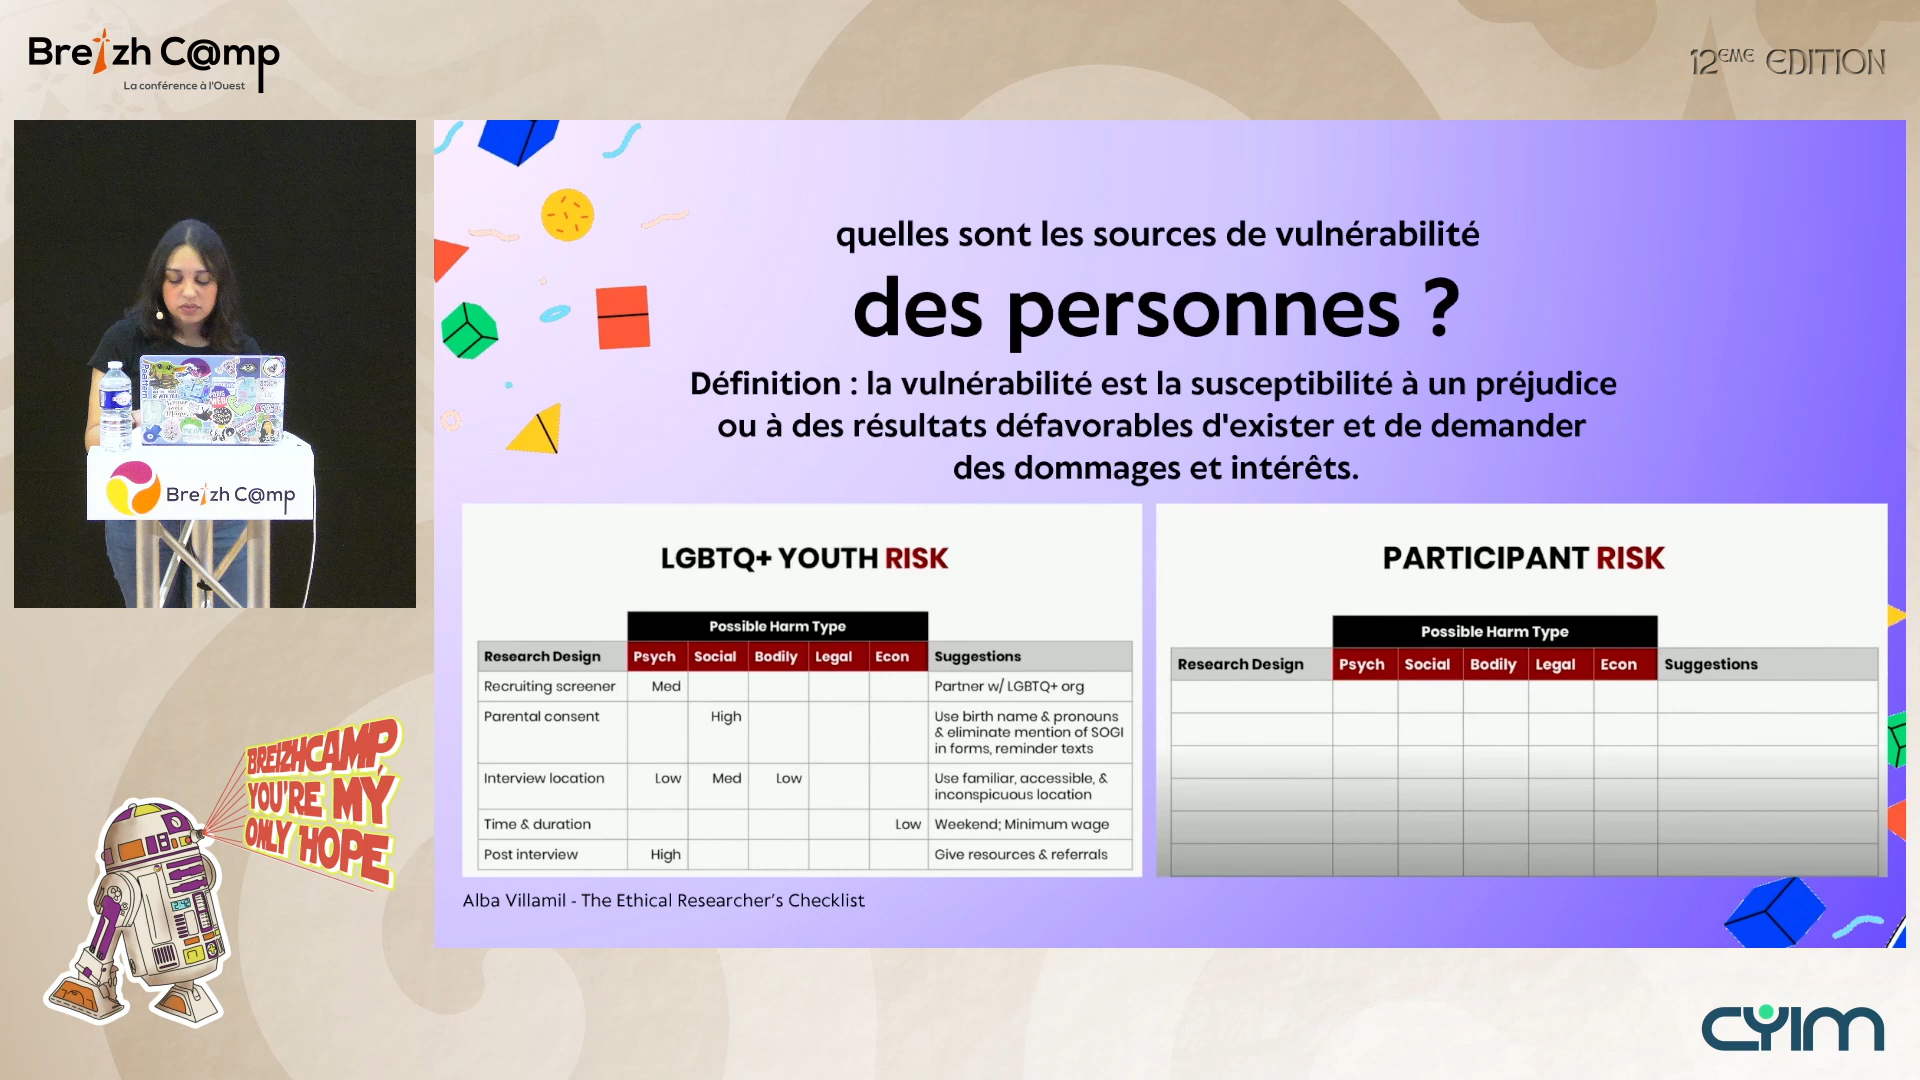 Breizh C@mp
La conférence à l'Ouest
12ÈME EDITION
quelles sont les sources de vulnérabilité
des personnes ?
Définition : la vulnérabilité est la susceptibilité à un préjudice
ou à des résultats défavorables d'exister et de demander
des dommages et intérêts.
LGBTQ+ YOUTH RISK
Possible Harm Type
Research Design Psych Social Bodily Legal Econ Suggestions
Recruiting screener Med Partner w/ LGBTQ+ org
Parental consent High Use birth name & pronouns
& eliminate mention of SOGI
in forms, reminder texts
Interview location Low Med Low Use familiar, accessible, &
inconspicuous location
Time & duration Low Weekend; Minimum wage
Post interview High Give resources & referrals
PARTICIPANT RISK
Possible Harm Type
Research Design Psych Social Bodily Legal Econ Suggestions
Alba Villamil - The Ethical Researcher's Checklist
Breizh C@mp
BREIZHCAMP,
YOU'RE MY
ONLY HOPE
CYIM